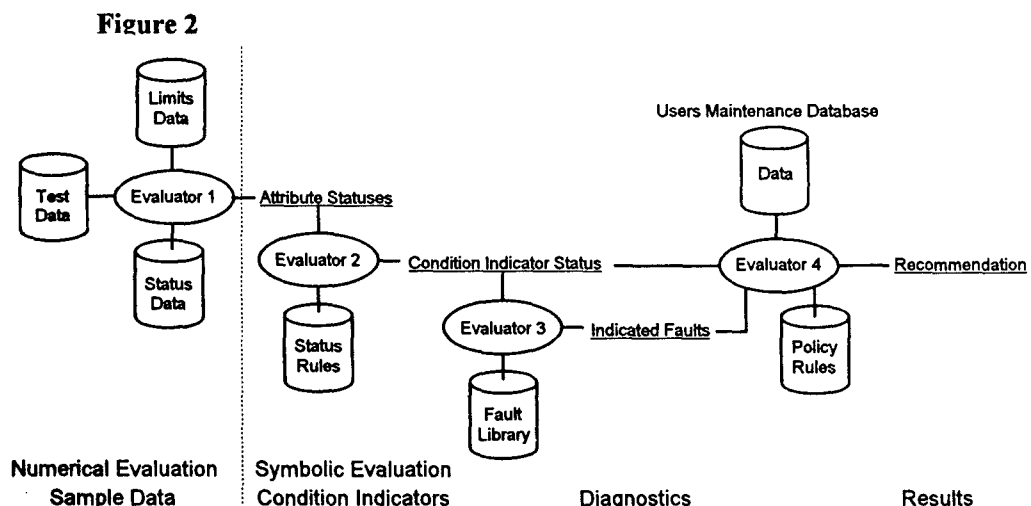 Figure 2
Limits
Data
Users Maintenance Database
Test
Data
Evaluator 1
Attribute Statuses
Data
Status
Data
Evaluator 2
Condition Indicator Status
Evaluator 4
Recommendation
Status
Rules
Evaluator 3
Indicated Faults
Policy
Rules
Fault
Library
Numerical Evaluation
Symbolic Evaluation
Sample Data
Condition Indicators
Diagnostics
Results